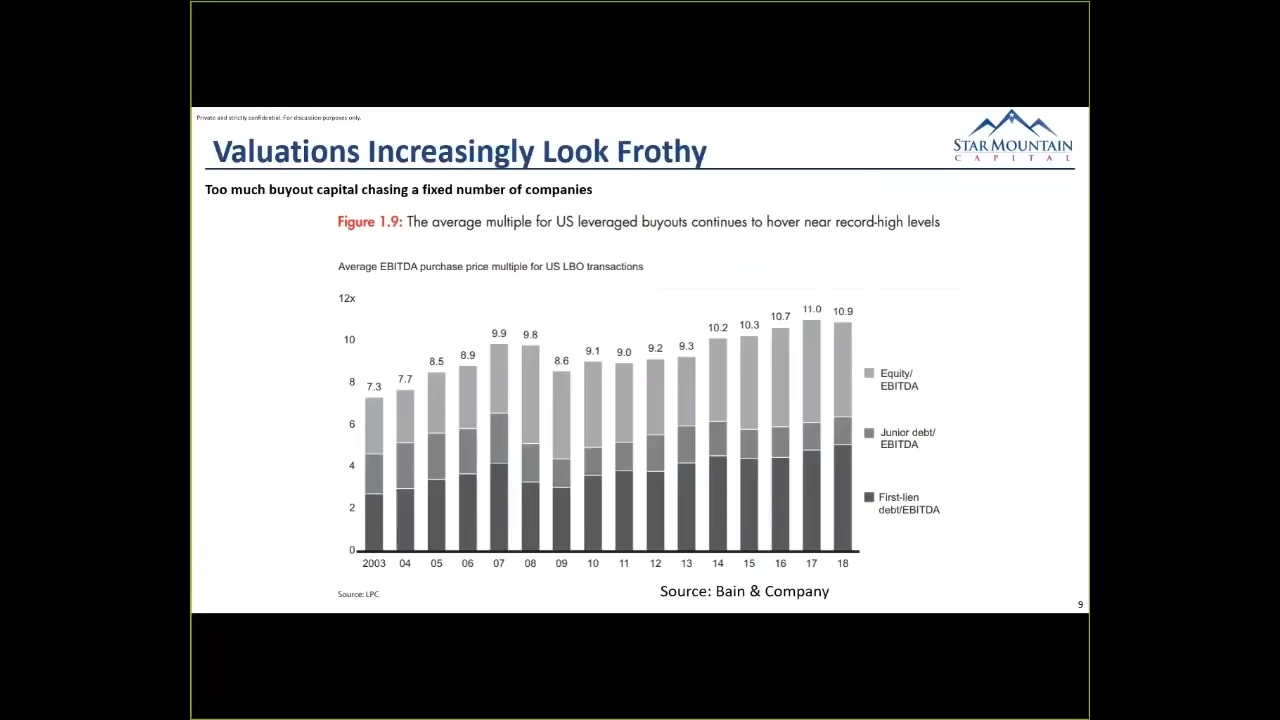 Private and strictly confidential. For discussion purposes only.
Valuations Increasingly Look Frothy
STAR MOUNTAIN
CAPITAL
Too much buyout capital chasing a fixed number of companies
Figure 1.9: The average multiple for US leveraged buyouts continues to hover near record-high levels
Average EBITDA purchase price multiple for US LBO transactions
12x
10
8
6
4
2
0
7.3
7.7
8.5
8.9
9.9
9.8
8.6
9.1
9.0
9.2
9.3
10.2
10.3
10.7
11.0
10.9
2003 04 05 06 07 08 09 10 11 12 13 14 15 16 17 18
Equity/
EBITDA
Junior debt/
EBITDA
First-lien
debt/EBITDA
Source: LPC
Source: Bain & Company
9